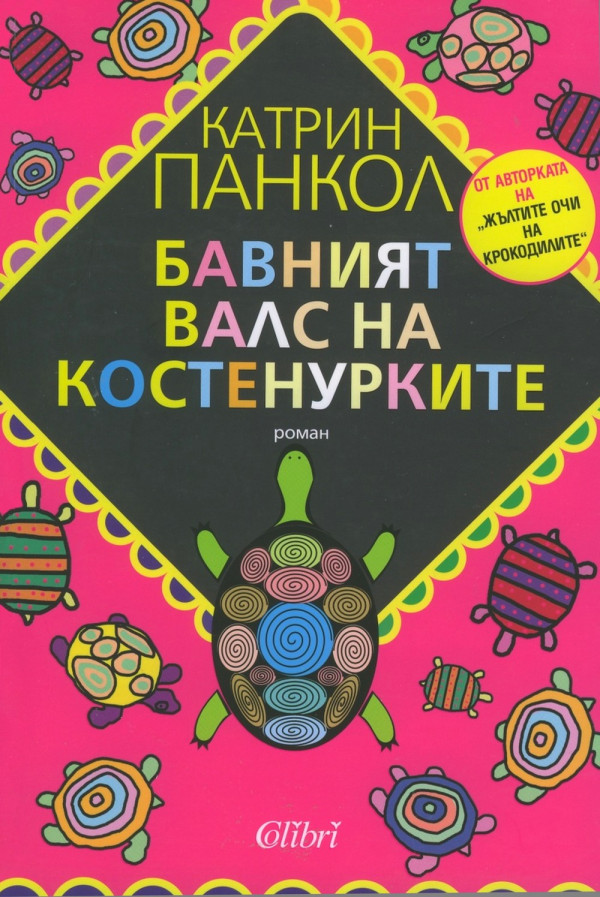 КАТРИН
ПАНКОЛ
ОТ АВТОРКАТА
НА
„ЖЪЛТИТЕ ОЧИ
НА
КРОКОДИЛИТЕ“
БАВНИЯТ
ВАЛС НА
КОСТЕНУРКИТЕ
роман
Colibri